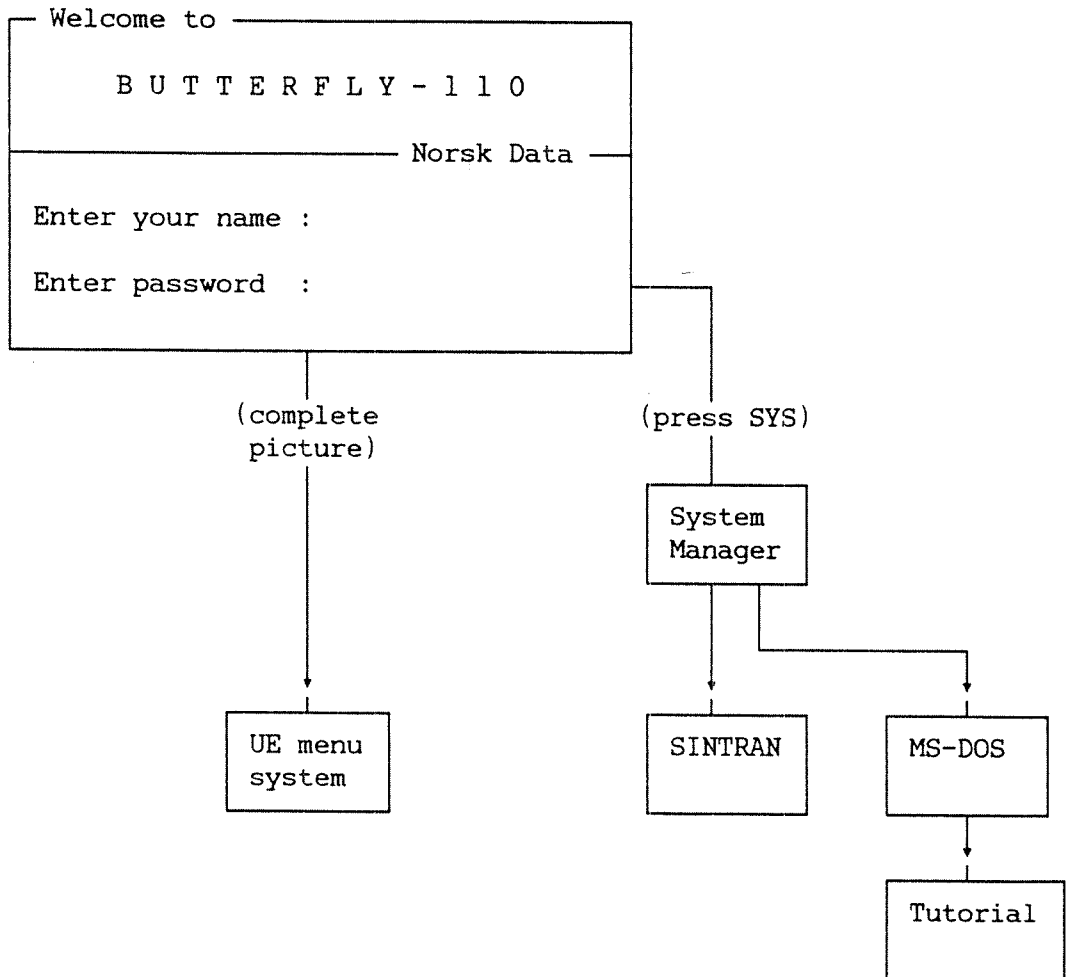 Welcome to
B U T T E R F L Y - 1 1 0
Norsk Data
Enter your name :
Enter password :
(complete
picture)
(press SYS)
System
Manager
UE menu
system
SINTRAN
MS-DOS
Tutorial